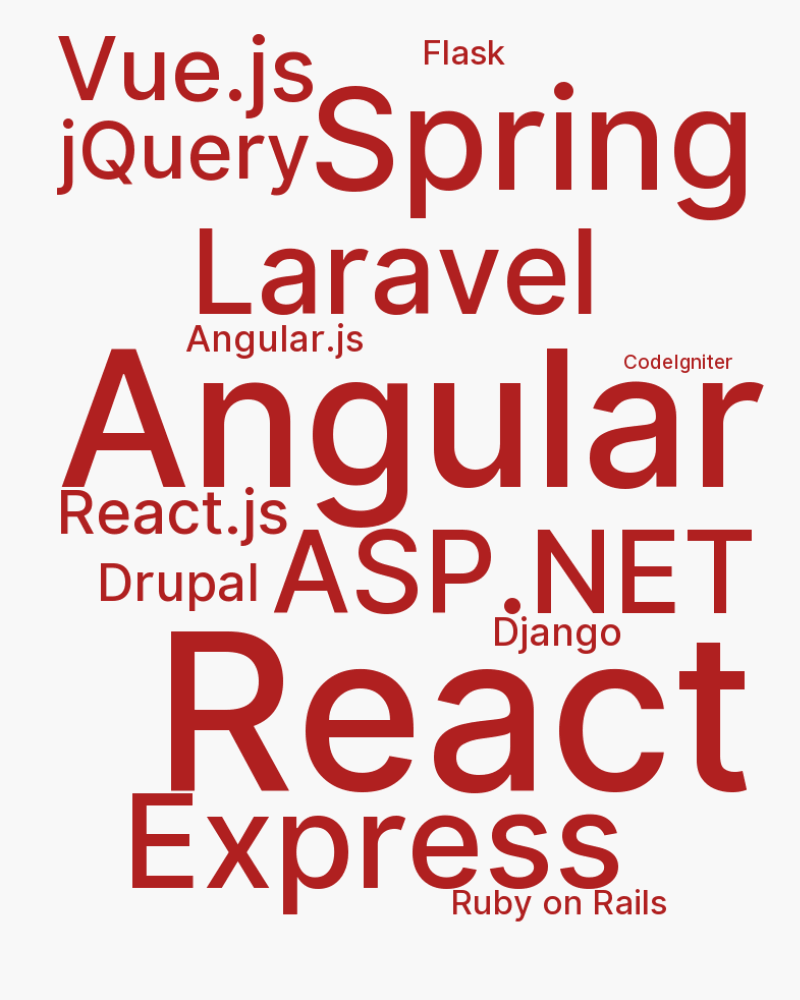 Vue.js
Flask
jQuery
Spring
Laravel
Angular.js
CodeIgniter
Angular
React.js
Drupal
ASP.NET
Django
React
Express
Ruby on Rails